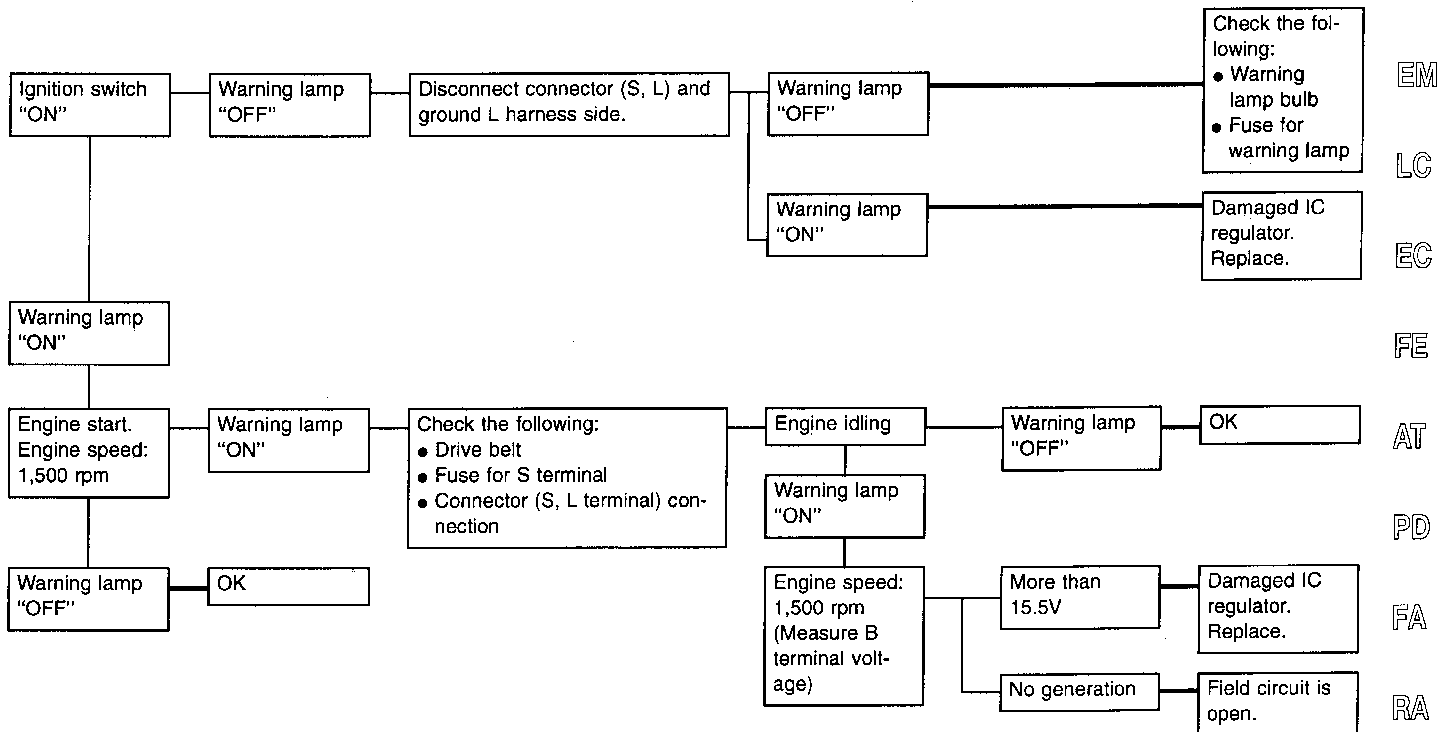 Ignition switch
"ON"
Warning lamp
"OFF"
Disconnect connector (S, L) and
ground L harness side.
Warning lamp
"OFF"
Check the fol-
lowing:
● Warning
lamp bulb
● Fuse for
warning lamp
Warning lamp
"ON"
Damaged IC
regulator.
Replace.
Warning lamp
"ON"
Engine start.
Engine speed:
1,500 rpm
Warning lamp
"ON"
Check the following:
● Drive belt
● Fuse for S terminal
● Connector (S, L terminal) con-
nection
Engine idling
Warning lamp
"OFF"
OK
Warning lamp
"ON"
Warning lamp
"OFF"
OK
Engine speed:
1,500 rpm
(Measure B
terminal volt-
age)
More than
15.5V
Damaged IC
regulator.
Replace.
No generation
Field circuit is
open.
EM
LC
EC
FE
AT
PD
FA
RA